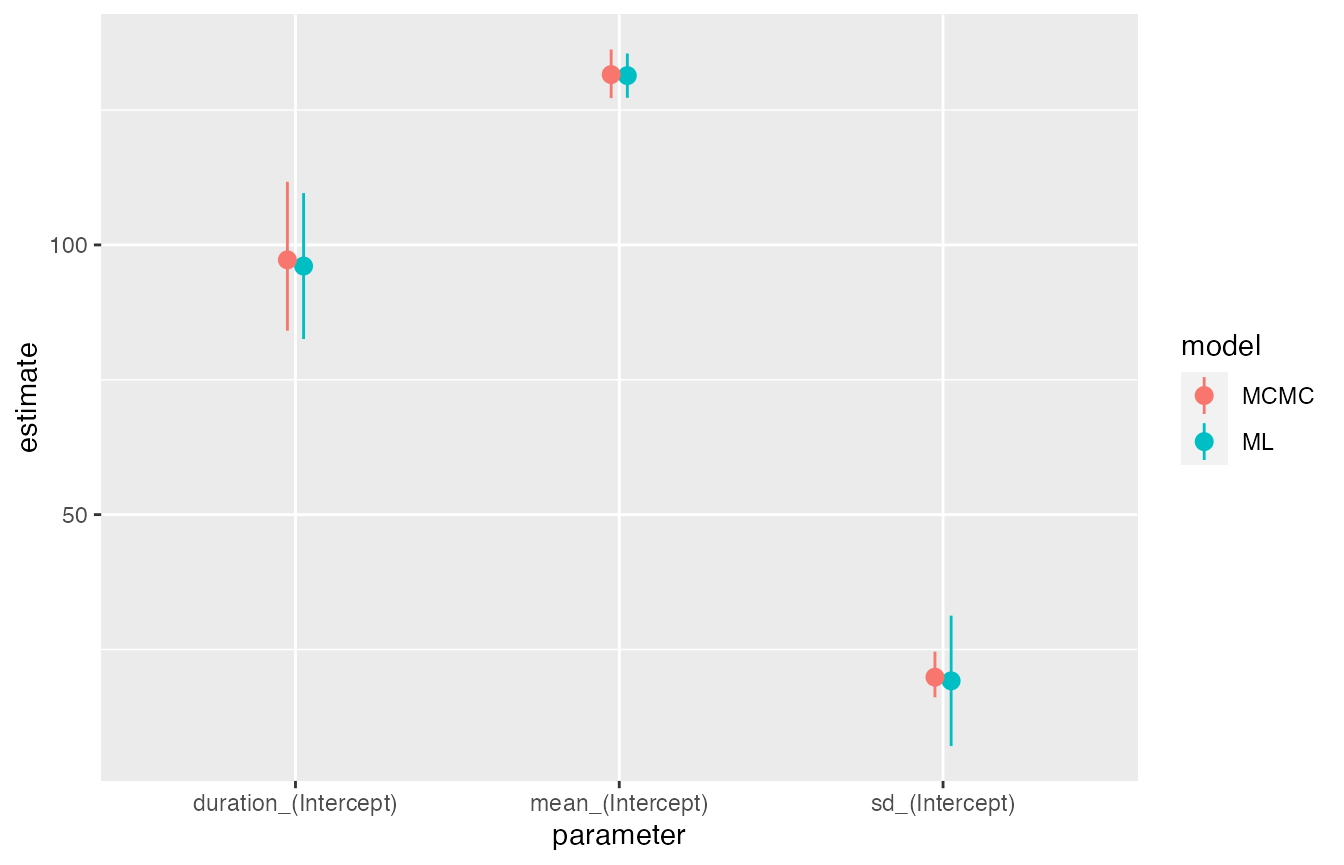 estimate
100
50
duration_(Intercept)
mean_(Intercept)
sd_(Intercept)
parameter
model
MCMC
ML